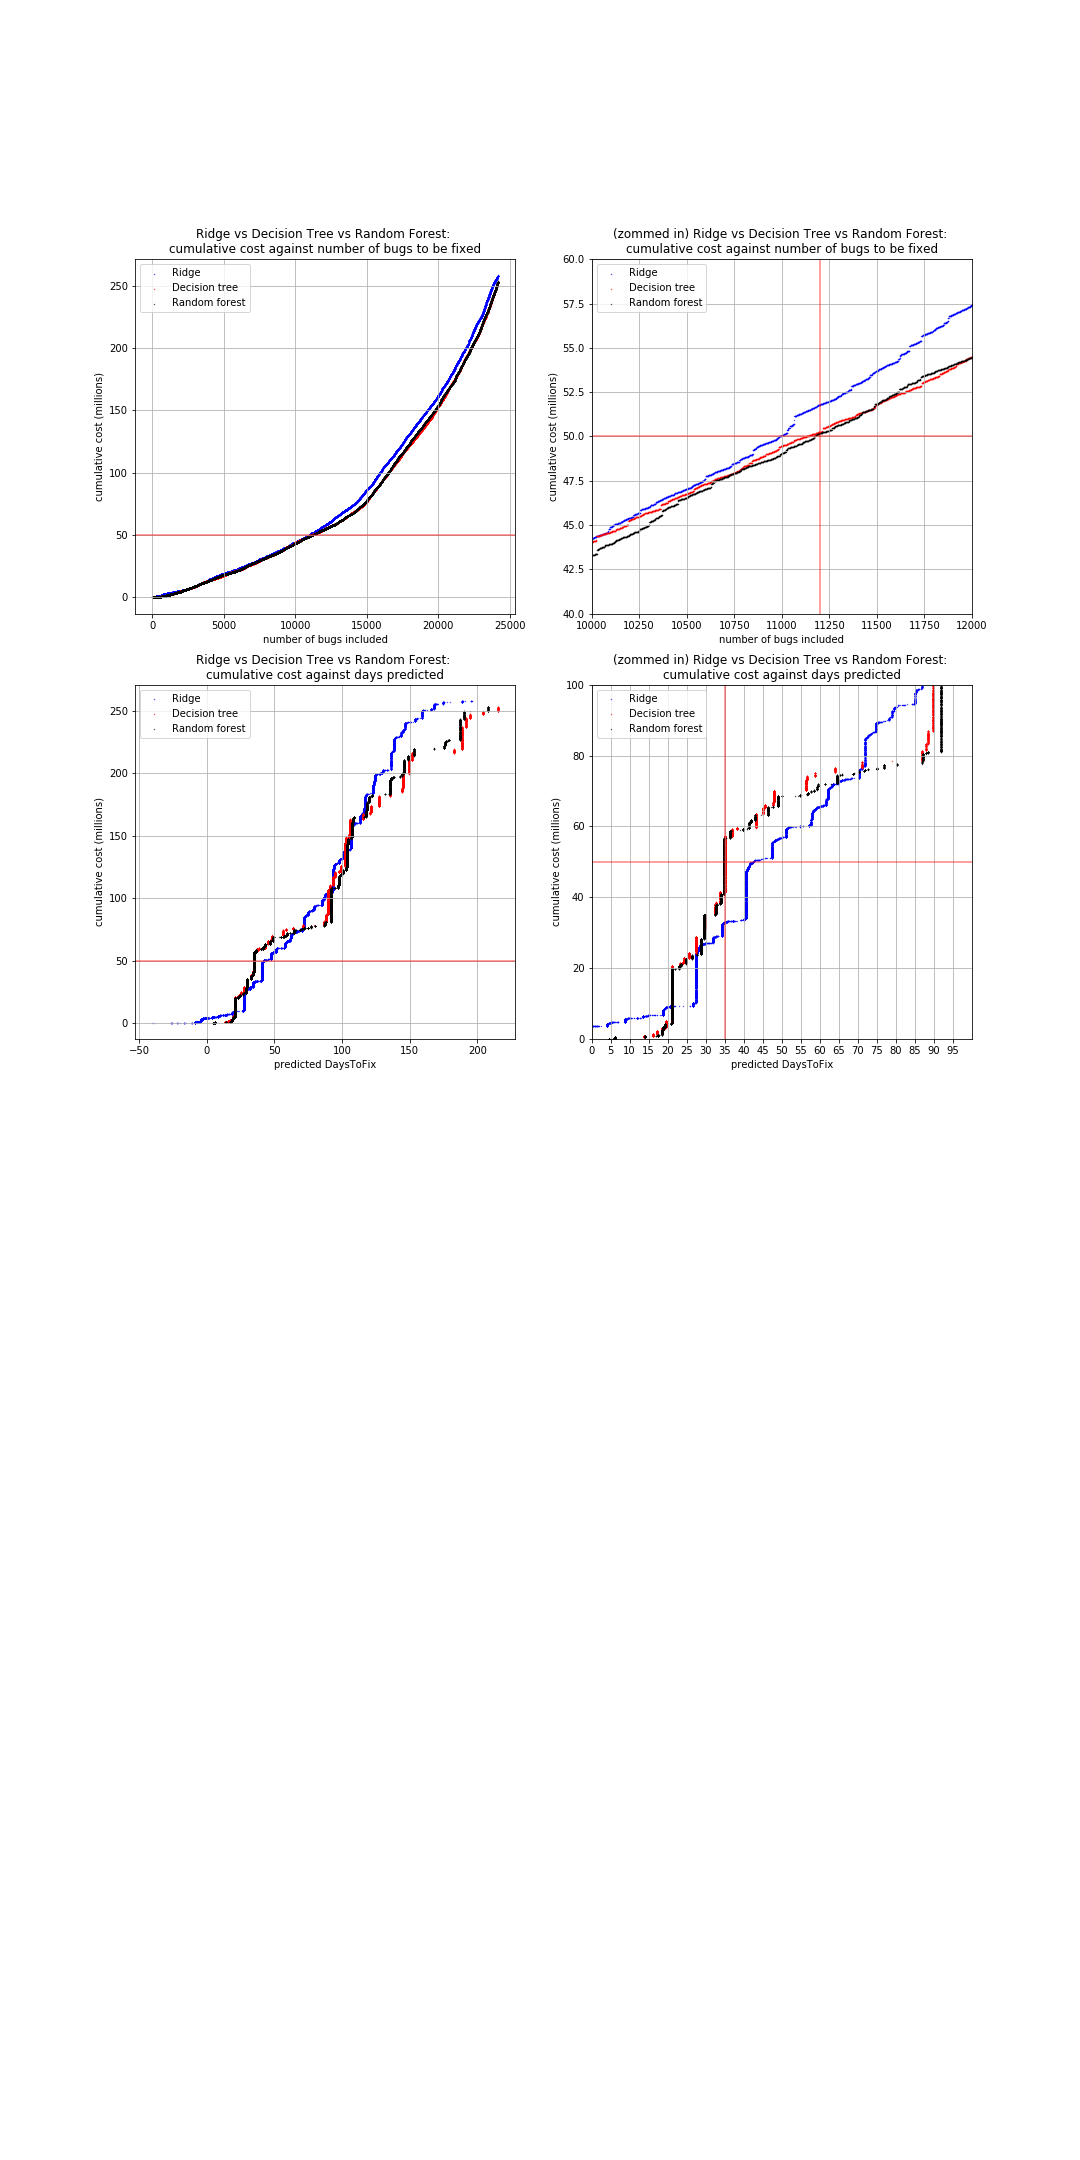 Ridge vs Decision Tree vs Random Forest:
cumulative cost against number of bugs to be fixed
Ridge
Decision tree
Random forest
250
200
150
100
50
0
cumulative cost (millions)
0 5000 10000 15000 20000 25000
number of bugs included
(zommed in) Ridge vs Decision Tree vs Random Forest:
cumulative cost against number of bugs to be fixed
Ridge
Decision tree
Random forest
60.0
57.5
55.0
52.5
50.0
47.5
45.0
42.5
40.0
cumulative cost (millions)
10000 10250 10500 10750 11000 11250 11500 11750 12000
number of bugs included
Ridge vs Decision Tree vs Random Forest:
cumulative cost against days predicted
Ridge
Decision tree
Random forest
250
200
150
100
50
0
cumulative cost (millions)
−50 0 50 100 150 200
predicted DaysToFix
(zommed in) Ridge vs Decision Tree vs Random Forest:
cumulative cost against days predicted
Ridge
Decision tree
Random forest
100
80
60
40
20
0
cumulative cost (millions)
0 5 10 15 20 25 30 35 40 45 50 55 60 65 70 75 80 85 90 95
predicted DaysToFix